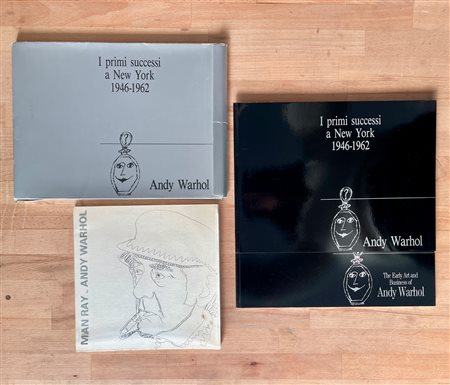 I primi successi
a New York
1946-1962
Andy Warhol
I primi successi
a New York
1946-1962
Andy Warhol
The Early Art and
Business of
Andy Warhol
MAN RAY by ANDY WARHOL